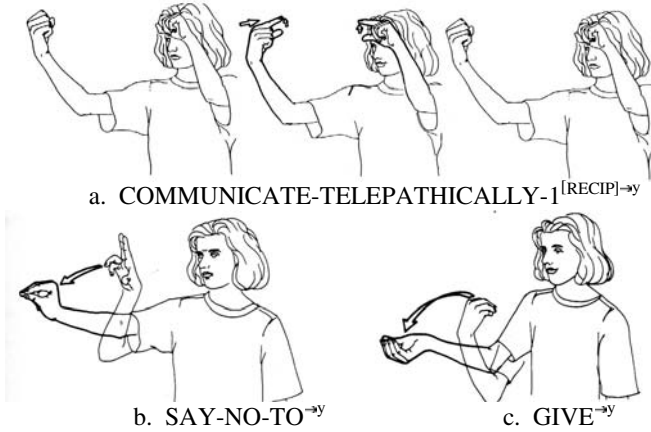 a. COMMUNICATE-TELEPATHICALLY-1[RECIP]→y
b. SAY-NO-TO→y
c. GIVE→y